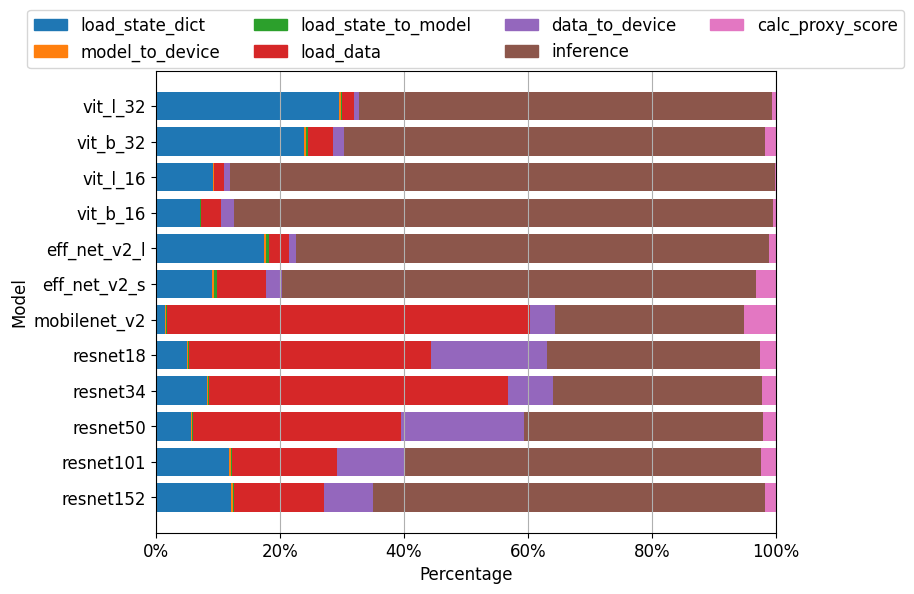 load_state_dict load_state_to_model data_to_device calc_proxy_score
model_to_device load_data inference
vit_l_32
vit_b_32
vit_l_16
vit_b_16
eff_net_v2_l
eff_net_v2_s
mobilenet_v2
resnet18
resnet34
resnet50
resnet101
resnet152
Model
0% 20% 40% 60% 80% 100%
Percentage